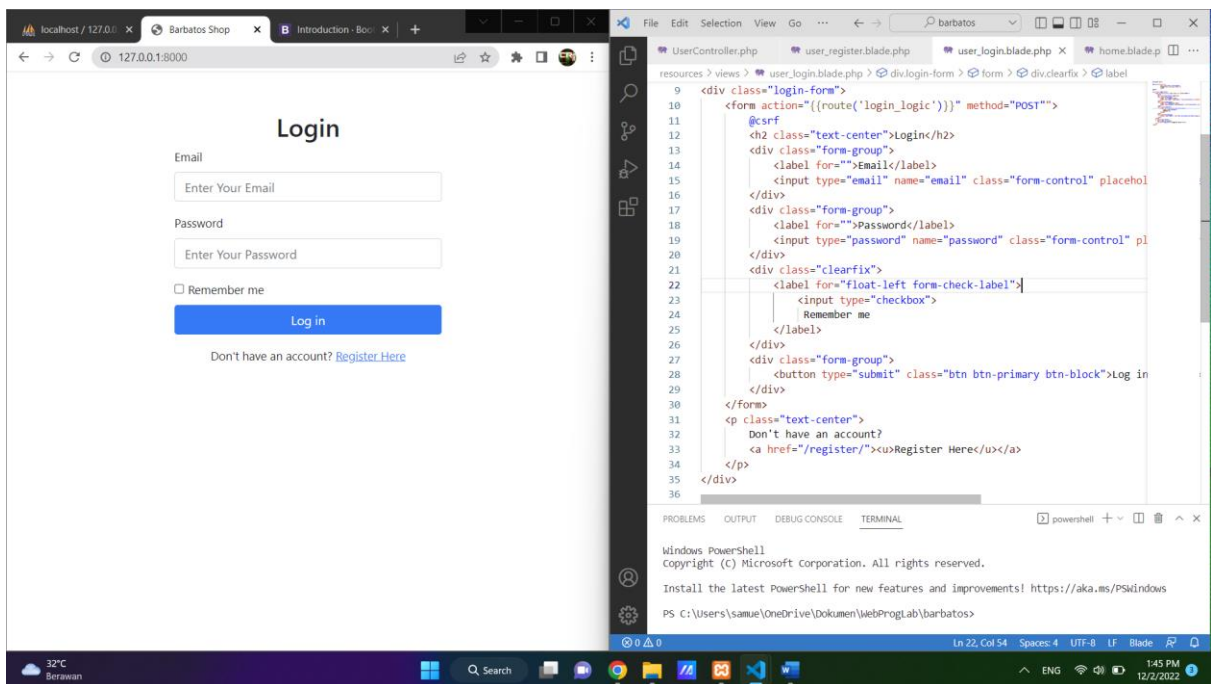 localhost / 127.0.0
Barbatos Shop
Introduction · Boo
127.0.0.1:8000
Login
Email
Enter Your Email
Password
Enter Your Password
Remember me
Log in
Don't have an account? Register Here
File Edit Selection View Go ··· barbatos
UserController.php user_register.blade.php user_login.blade.php home.blade.p
resources > views > user_login.blade.php > div.login-form > form > div.clearfix > label
9 <div class="login-form">
10 <form action="{{route('login_logic')}}" method="POST"">
11 @csrf
12 <h2 class="text-center">Login</h2>
13 <div class="form-group">
14 <label for="">Email</label>
15 <input type="email" name="email" class="form-control" placehol
16 </div>
17 <div class="form-group">
18 <label for="">Password</label>
19 <input type="password" name="password" class="form-control" pl
20 </div>
21 <div class="clearfix">
22 <label for="float-left form-check-label">
23 <input type="checkbox">
24 Remember me
25 </label>
26 </div>
27 <div class="form-group">
28 <button type="submit" class="btn btn-primary btn-block">Log in
29 </div>
30 </form>
31 <p class="text-center">
32 Don't have an account?
33 <a href="/register/"><u>Register Here</u></a>
34 </p>
35 </div>
36
PROBLEMS OUTPUT DEBUG CONSOLE TERMINAL powershell
Windows PowerShell
Copyright (C) Microsoft Corporation. All rights reserved.
Install the latest PowerShell for new features and improvements! https://aka.ms/PSWindows
PS C:\Users\samue\OneDrive\Dokumen\WebProgLab\barbatos>
0 0 Ln 22, Col 54 Spaces: 4 UTF-8 LF Blade
32°C
Berawan
Search
ENG
1:45 PM
12/2/2022
3